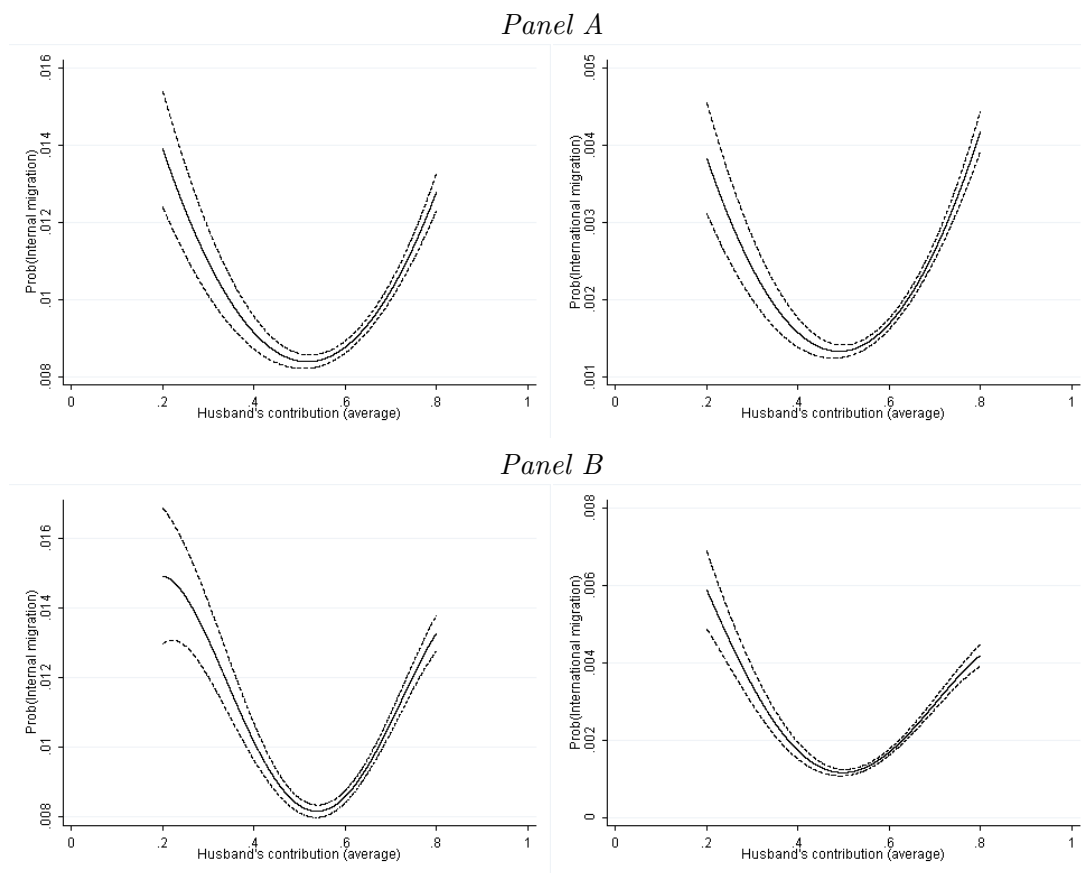 Panel A
Prob(Internal migration)
.016
.014
.012
.01
.008
0 .2 .4 .6 .8 1
Husband's contribution (average)
Prob(International migration)
.005
.004
.003
.002
.001
0 .2 .4 .6 .8 1
Husband's contribution (average)
Panel B
Prob(Internal migration)
.016
.014
.012
.01
.008
0 .2 .4 .6 .8 1
Husband's contribution (average)
Prob(International migration)
.008
.006
.004
.002
0
0 .2 .4 .6 .8 1
Husband's contribution (average)